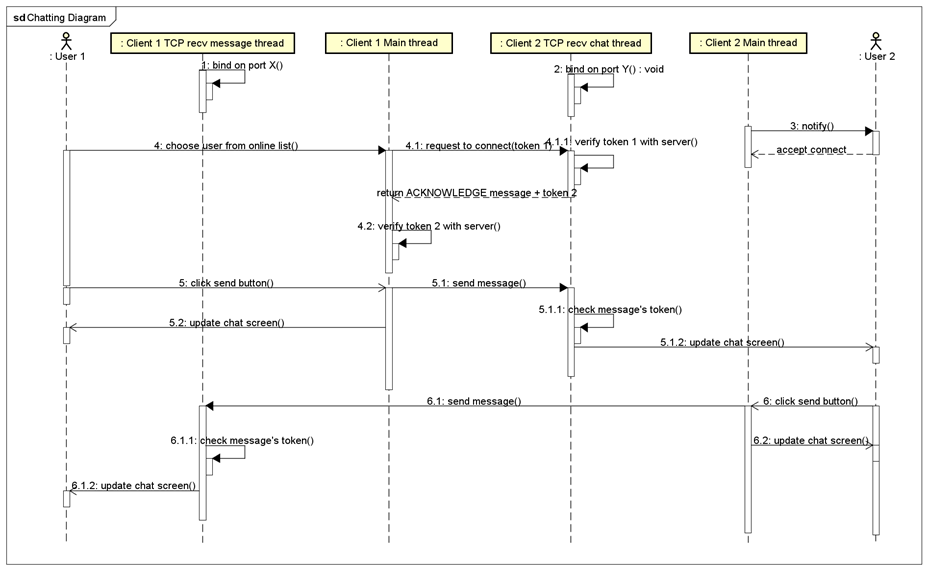 sd Chatting Diagram
: User 1
: Client 1 TCP recv message thread
: Client 1 Main thread
: Client 2 TCP recv chat thread
: Client 2 Main thread
: User 2
1: bind on port X()
2: bind on port Y() : void
3: notify()
accept connect
4: choose user from online list()
4.1: request to connect(token 1)
4.1.1: verify token 1 with server()
return ACKNOWLEDGE message + token 2
4.2: verify token 2 with server()
5: click send button()
5.1: send message()
5.1.1: check message's token()
5.2: update chat screen()
5.1.2: update chat screen()
6.1: send message()
6: click send button()
6.1.1: check message's token()
6.2: update chat screen()
6.1.2: update chat screen()